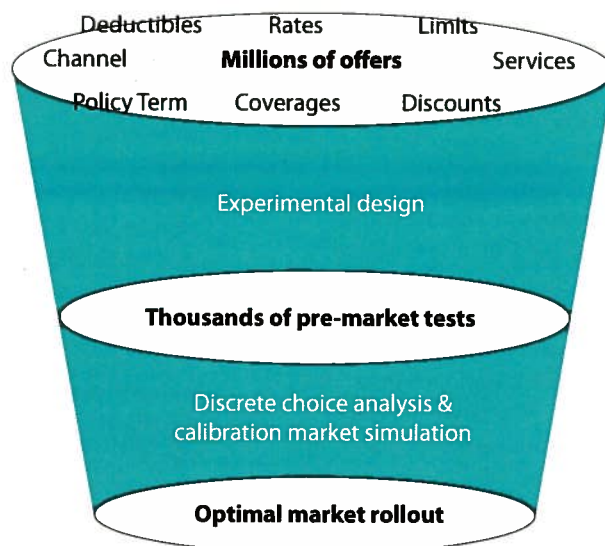 Deductibles Rates Limits
Channel Millions of offers Services
Policy Term Coverages Discounts
Experimental design
Thousands of pre-market tests
Discrete choice analysis &
calibration market simulation
Optimal market rollout